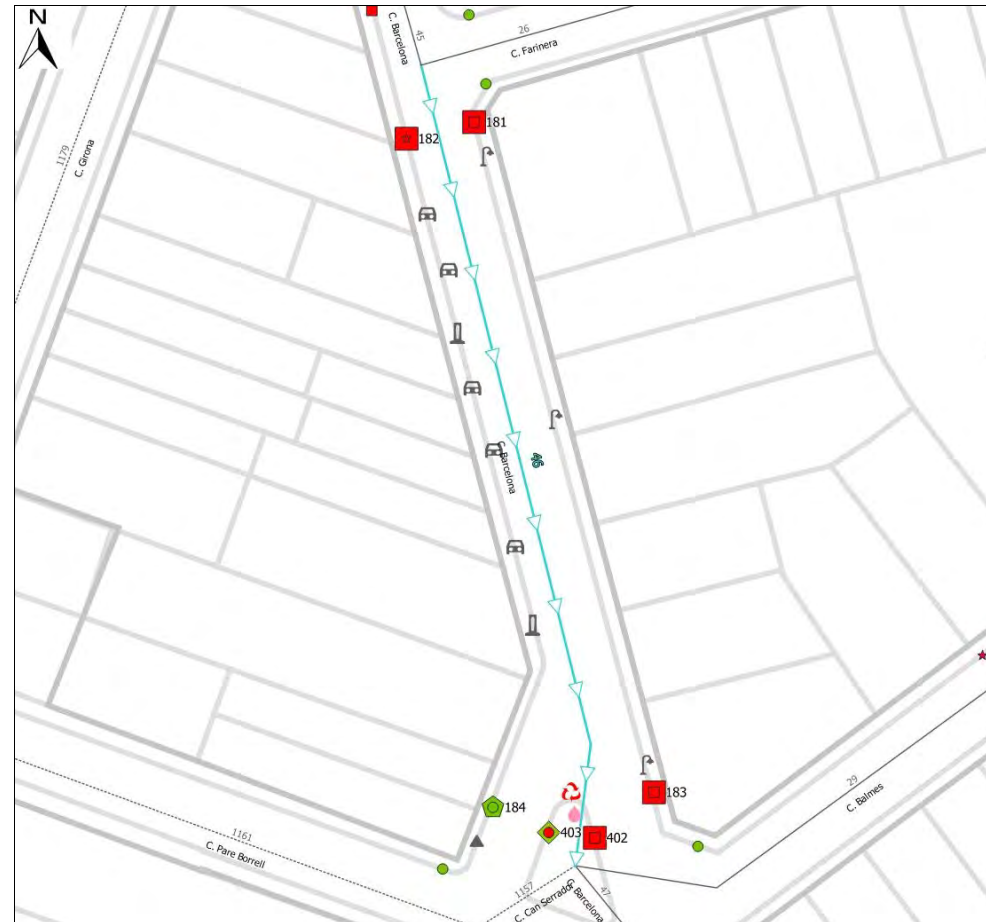 N
C. Barcelona
45
26
C. Farinera
181
182
1179
C. Girona
46
C. Barcelona
184
183
403
402
29
C. Balmes
1161
C. Pare Borrell
1157
C. Can Serrador
C. Barcelona
47